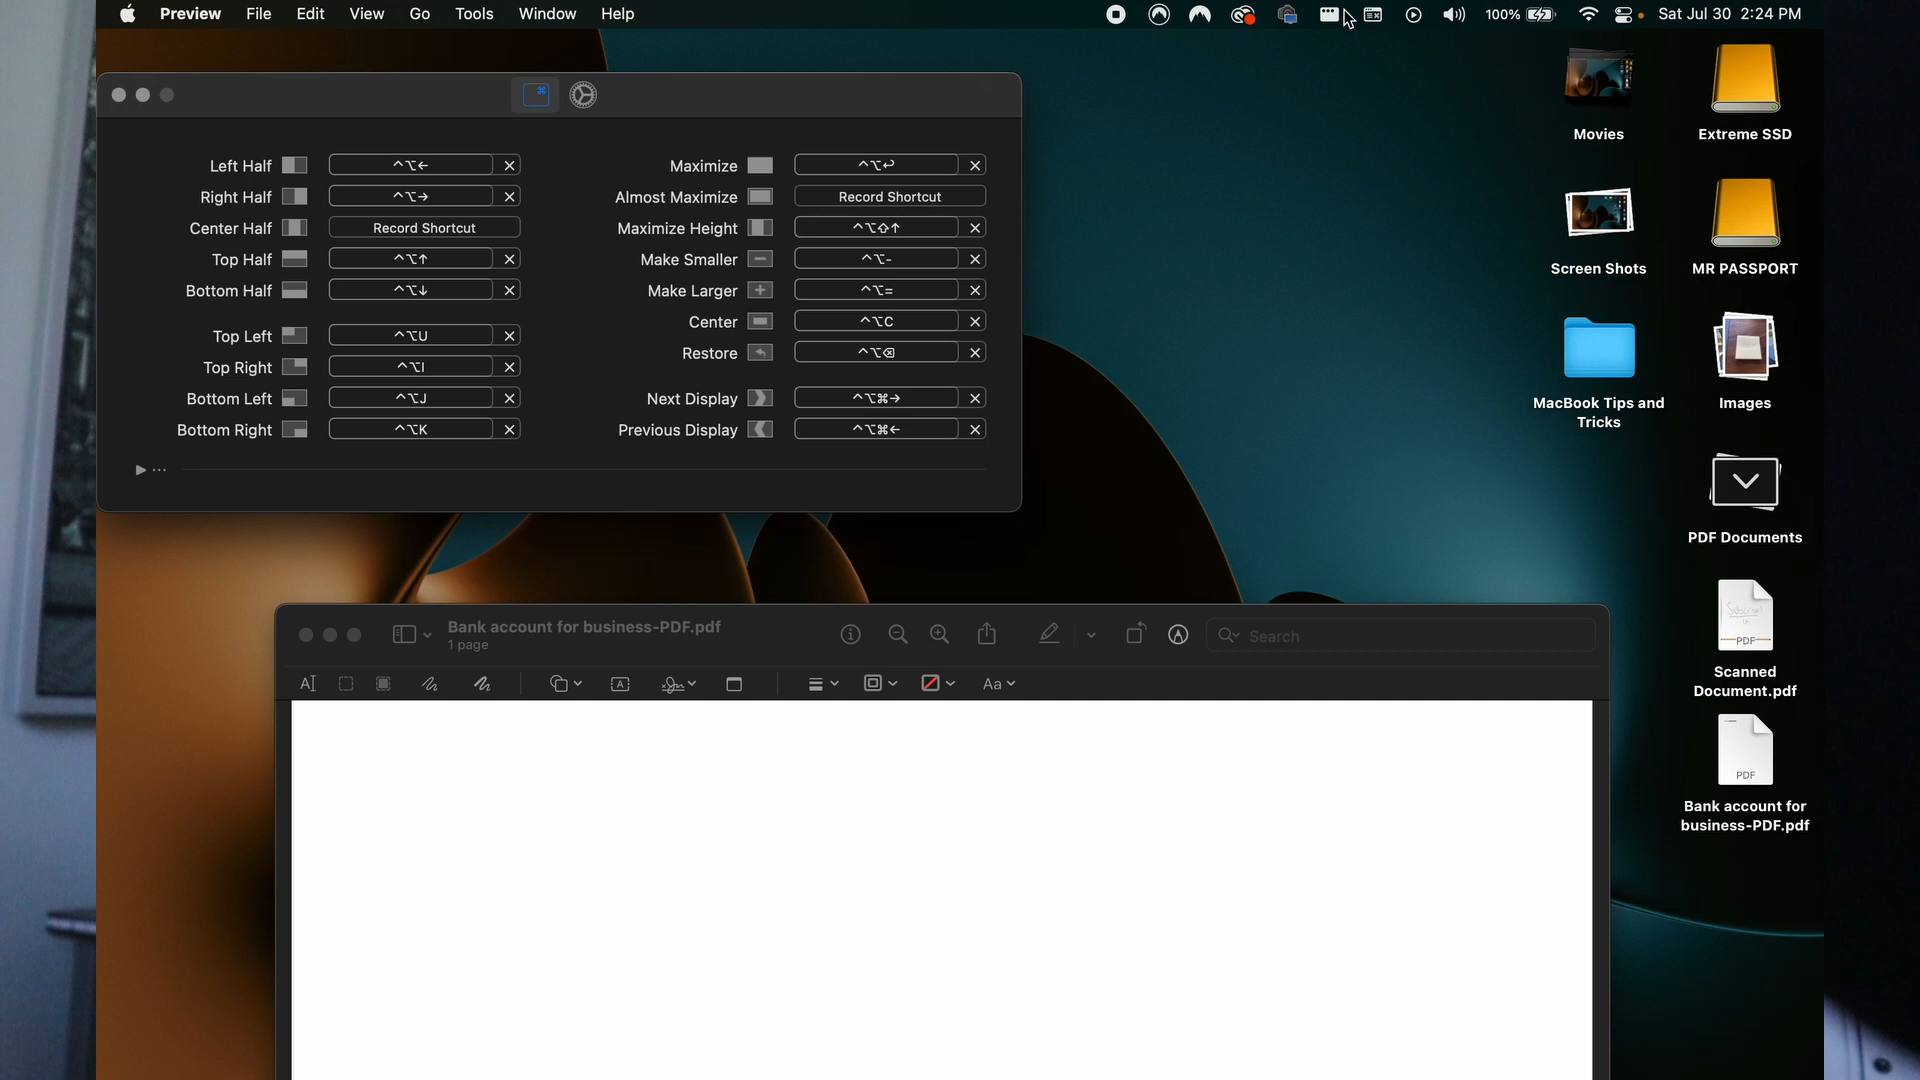 Preview File Edit View Go Tools Window Help 100% Sat Jul 30 2:24 PM
Left Half ^⌥←
Right Half ^⌥→
Center Half Record Shortcut
Top Half ^⌥↑
Bottom Half ^⌥↓
Top Left ^⌥U
Top Right ^⌥I
Bottom Left ^⌥J
Bottom Right ^⌥K
Maximize ^⌥↩
Almost Maximize Record Shortcut
Maximize Height ^⌥⇧↑
Make Smaller ^⌥-
Make Larger ^⌥=
Center ^⌥C
Restore ^⌥⌫
Next Display ^⌥⌘→
Previous Display ^⌥⌘←
...
Movies
Extreme SSD
Screen Shots
MR PASSPORT
MacBook Tips and
Tricks
Images
PDF Documents
PDF
Scanned
Document.pdf
PDF
Bank account for
business-PDF.pdf
Bank account for business-PDF.pdf
1 page
Search
AI
A
Aa